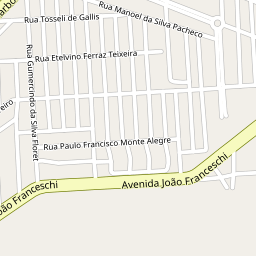 Rua Tosseli de Gallis
Rua Manoel da Silva Pacheco
Rua Etelvino Ferraz Teixeira
Rua Gumercindo da Silva Floret
Rua Paulo Francisco Monte Alegre
Avenida João Franceschi
João Franceschi